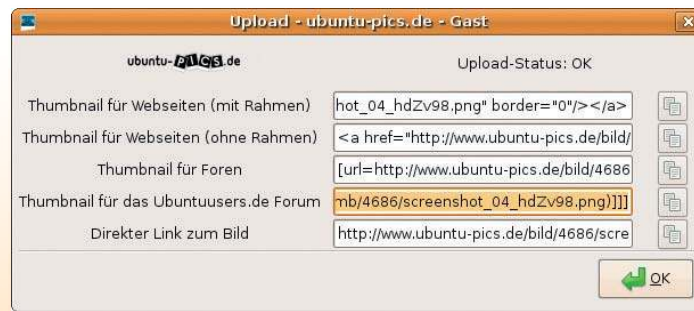 Upload - ubuntu-pics.de - Gast
ubuntu-PICS.de
Upload-Status: OK
Thumbnail für Webseiten (mit Rahmen)
hot_04_hdZv98.png" border="0"/></a>
Thumbnail für Webseiten (ohne Rahmen)
<a href="http://www.ubuntu-pics.de/bild/
Thumbnail für Foren
[url=http://www.ubuntu-pics.de/bild/4686
Thumbnail für das Ubuntuusers.de Forum
mb/4686/screenshot_04_hdZv98.png)]]]
Direkter Link zum Bild
http://www.ubuntu-pics.de/bild/4686/scre
OK